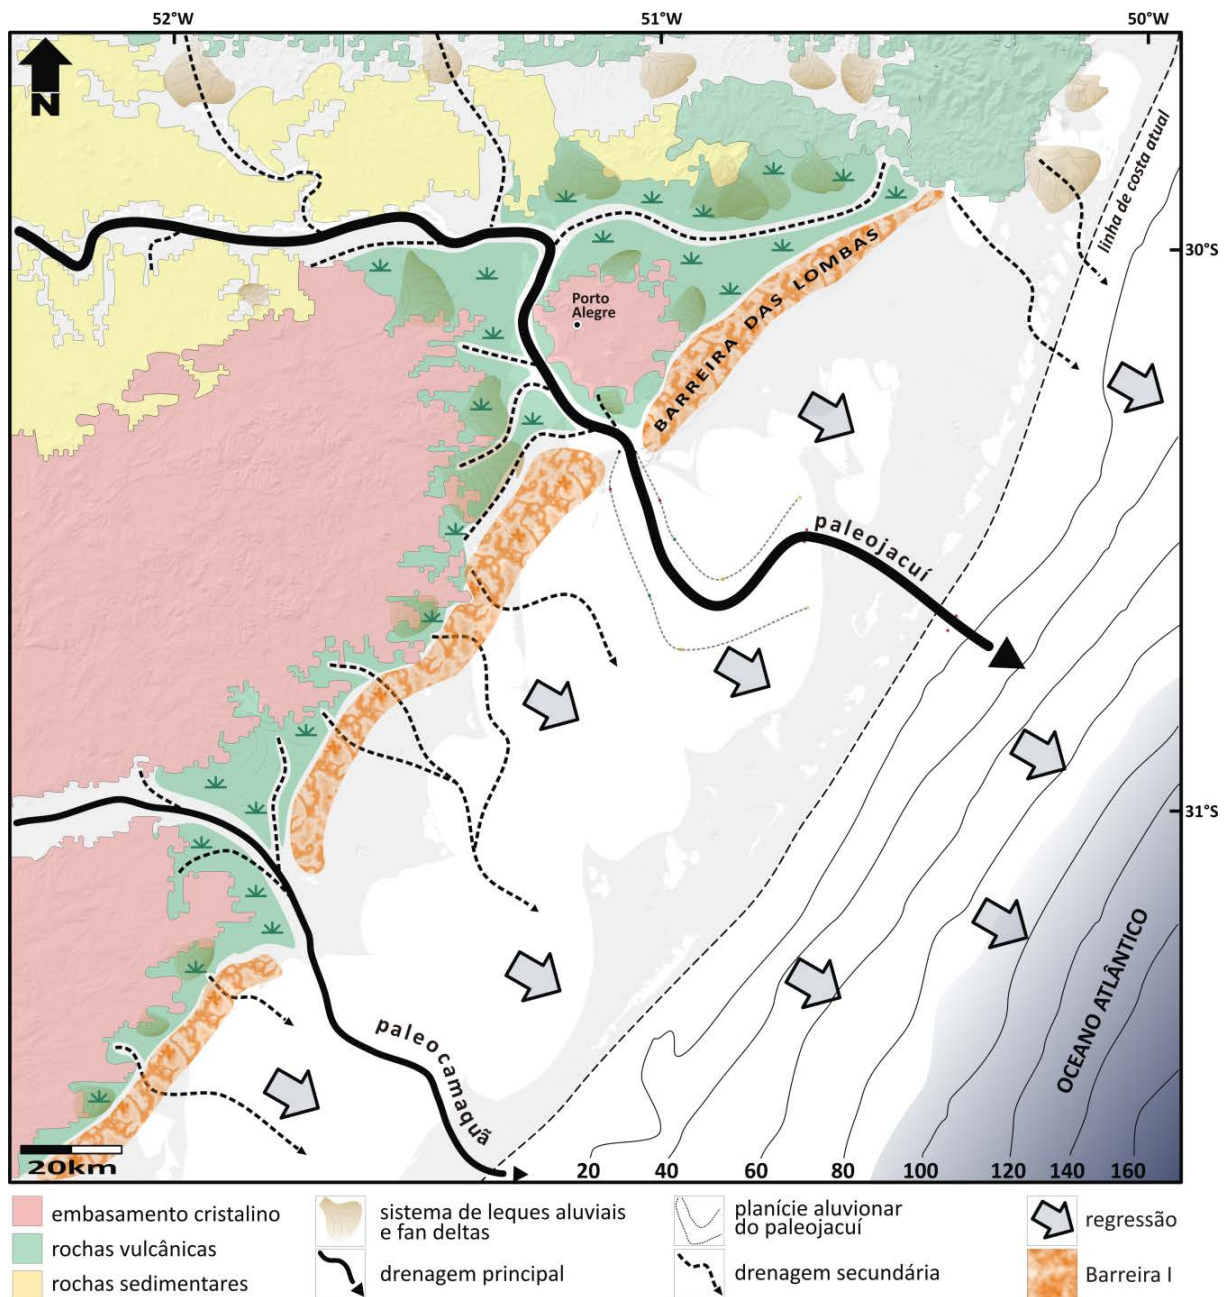 52°W
51°W
50°W
N
linha de costa atual
30°S
BARREIRA DAS LOMBAS
Porto
Alegre
paleojacuí
31°S
paleocamaquã
OCEANO ATLÂNTICO
20km
20
40
60
80
100
120
140
160
embasamento cristalino
rochas vulcânicas
rochas sedimentares
sistema de leques aluviais
e fan deltas
drenagem principal
planície aluvionar
do paleojacuí
drenagem secundária
regressão
Barreira I